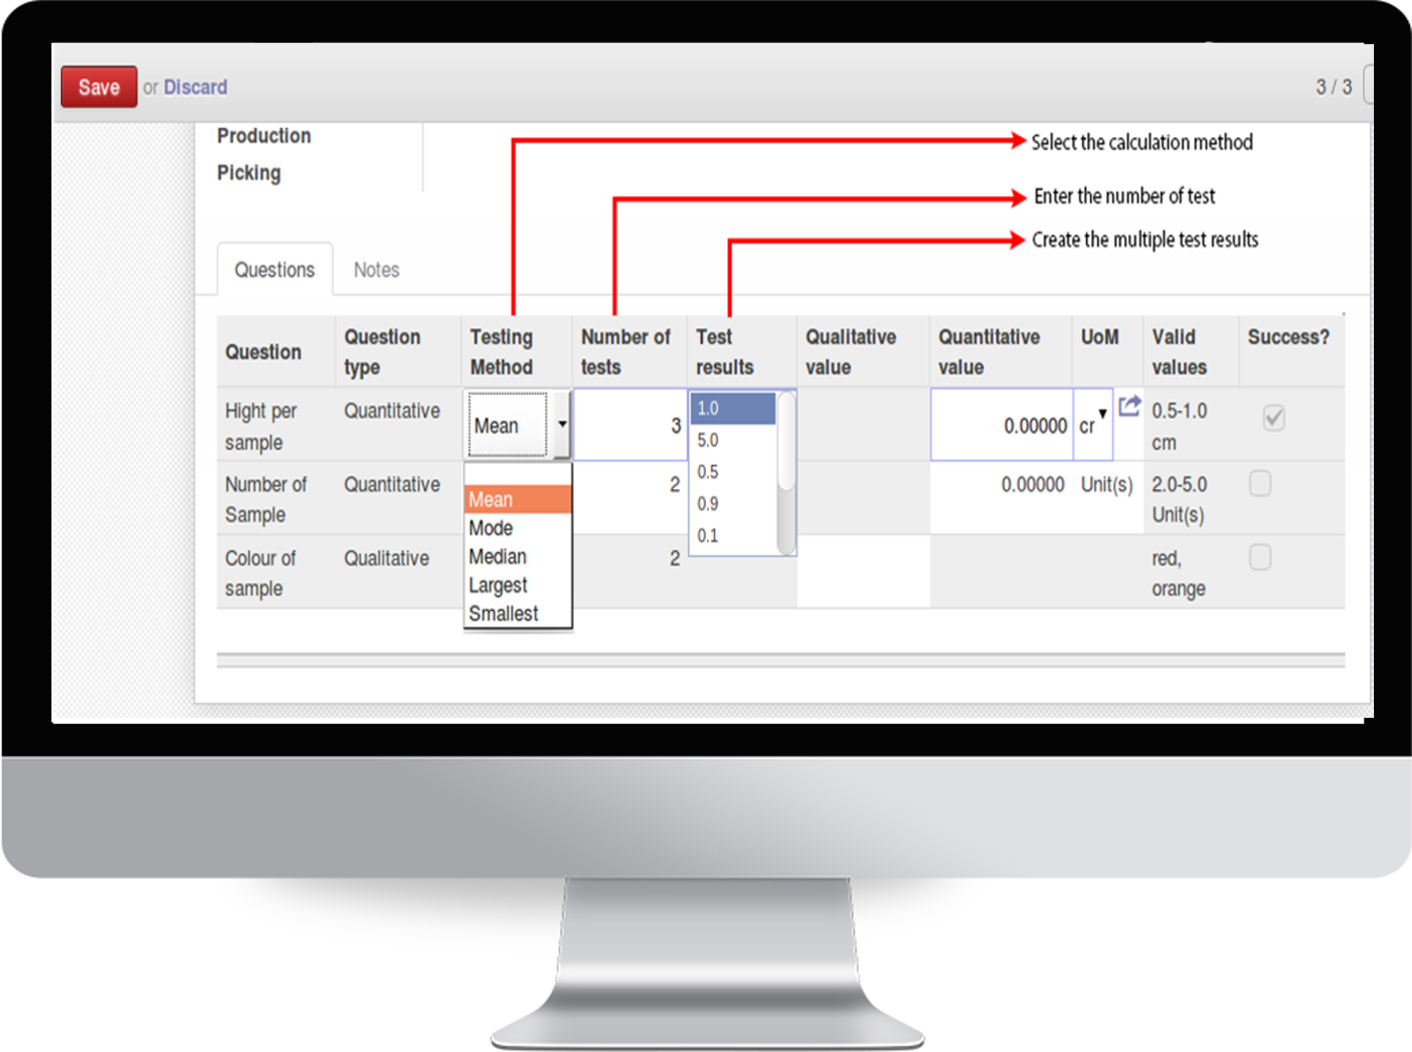 Save or Discard
3 / 3
Production
Select the calculation method
Picking
Enter the number of test
Create the multiple test results
Questions Notes
Question
Question type
Testing Method
Number of tests
Test results
Qualitative value
Quantitative value
UoM
Valid values
Success?
Hight per sample
Quantitative
Mean
3
1.0
5.0
0.5
0.9
0.1
0.00000
cr
0.5-1.0 cm
Number of Sample
Quantitative
Mean
Mode
Median
Largest
Smallest
2
0.00000
Unit(s)
2.0-5.0 Unit(s)
Colour of sample
Qualitative
2
red, orange